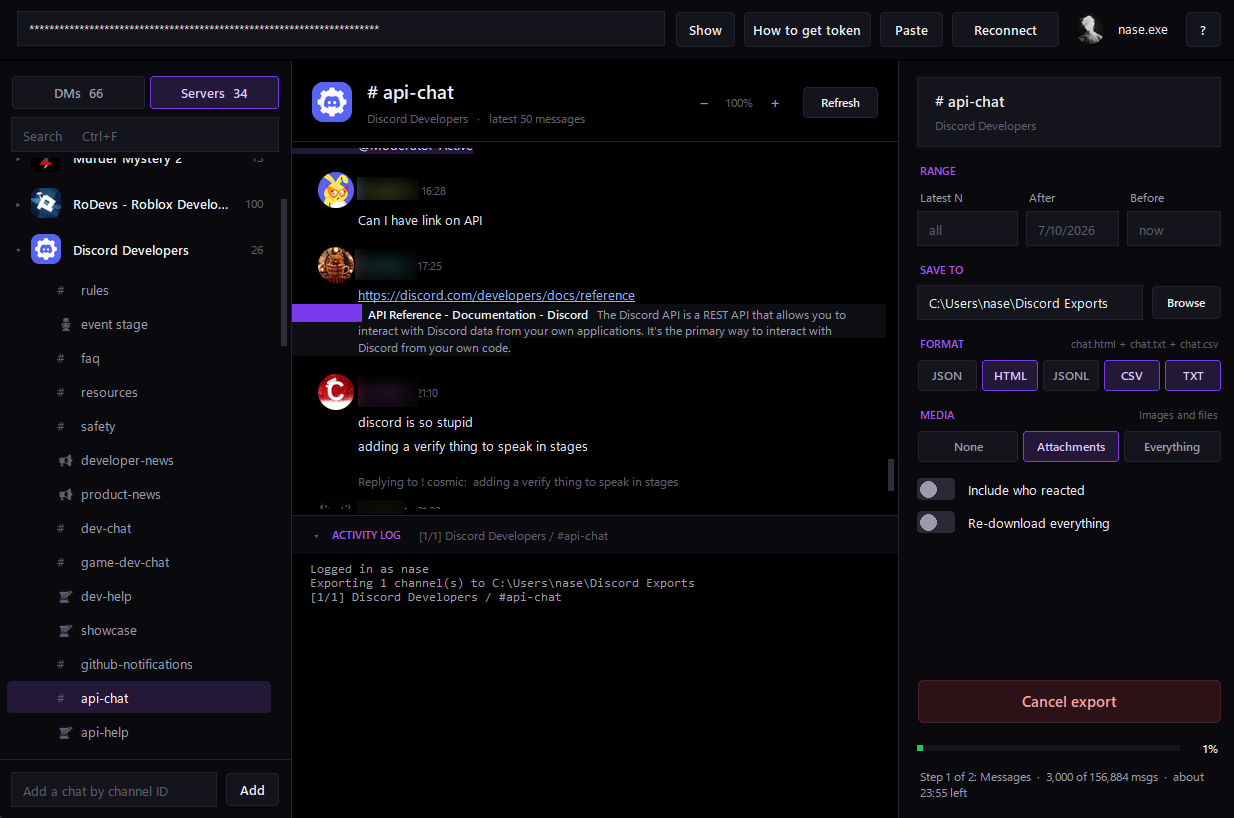 ******************************************************************************
Show
How to get token
Paste
Reconnect
nase.exe
?
DMs 66
Servers 34
Search Ctrl+F
Murder Mystery 2 13
RoDevs - Roblox Develo... 100
Discord Developers 26
# rules
event stage
# faq
# resources
# safety
developer-news
product-news
# dev-chat
# game-dev-chat
dev-help
showcase
# github-notifications
# api-chat
api-help
Add a chat by channel ID
Add
# api-chat
Discord Developers · latest 50 messages
− 100% +
Refresh
@Moderator Active
16:28
Can I have link on API
17:25
https://discord.com/developers/docs/reference
API Reference - Documentation - Discord The Discord API is a REST API that allows you to
interact with Discord data from your own applications. It's the primary way to interact with
Discord from your own code.
21:10
discord is so stupid
adding a verify thing to speak in stages
Replying to ! cosmic: adding a verify thing to speak in stages
ACTIVITY LOG [1/1] Discord Developers / #api-chat
Logged in as nase
Exporting 1 channel(s) to C:\Users\nase\Discord Exports
[1/1] Discord Developers / #api-chat
# api-chat
Discord Developers
RANGE
Latest N After Before
all 7/10/2026 now
SAVE TO
C:\Users\nase\Discord Exports
Browse
FORMAT chat.html + chat.txt + chat.csv
JSON HTML JSONL CSV TXT
MEDIA Images and files
None Attachments Everything
Include who reacted
Re-download everything
Cancel export
1%
Step 1 of 2: Messages · 3,000 of 156,884 msgs · about
23:55 left